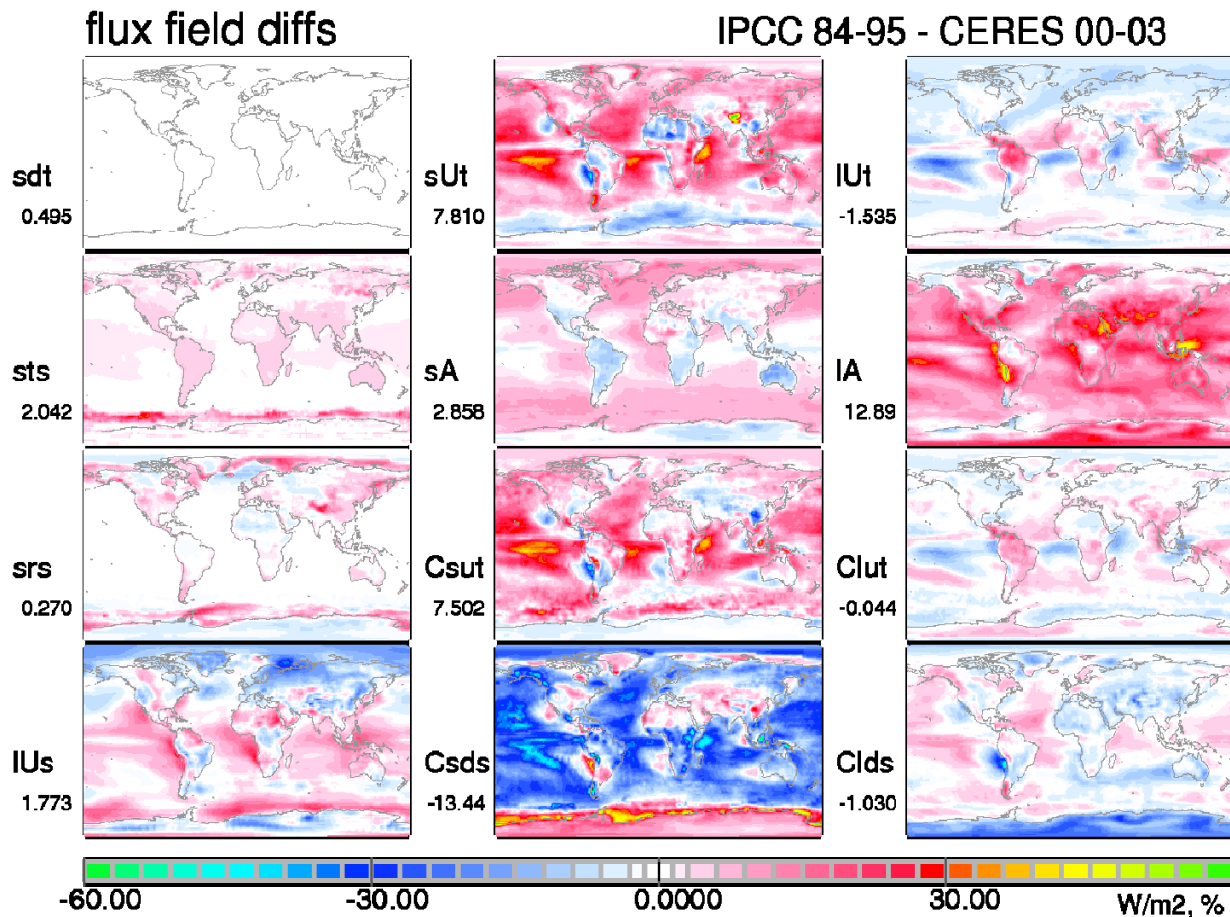 flux field diffs
IPCC 84-95 - CERES 00-03
sdt
0.495
sUt
7.810
lUt
-1.535
sts
2.042
sA
2.858
lA
12.89
srs
0.270
Csut
7.502
Clut
-0.044
lUs
1.773
Csds
-13.44
Clds
-1.030
-60.00
-30.00
0.0000
30.00
W/m2, %